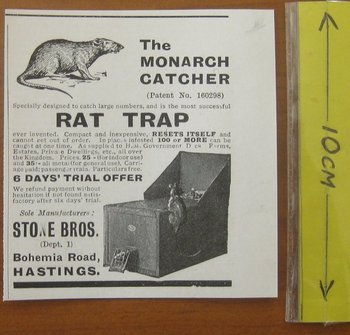 The
MONARCH
CATCHER
(Patent No. 160298)
Specially designed to catch large numbers, and is the most successful
RAT TRAP
ever invented. Compact and inexpensive, RESETS ITSELF and
cannot get out of order. In places infested 100 or MORE can be
caught at one time. As supplied to H.M. Government D Farms,
Estates, Private Dwellings, etc., all over
the Kingdom. Prices, 25/- (for indoor use)
and 35/- all metal (for general use), Carri-
age paid; passenger train. Particulars free.
6 DAYS' TRIAL OFFER
We refund payment without
hesitation if not found satis-
factory after six days' trial.
Sole Manufacturers:
STONE BROS.
(Dept. 1)
Bohemia Road,
HASTINGS.
10CM